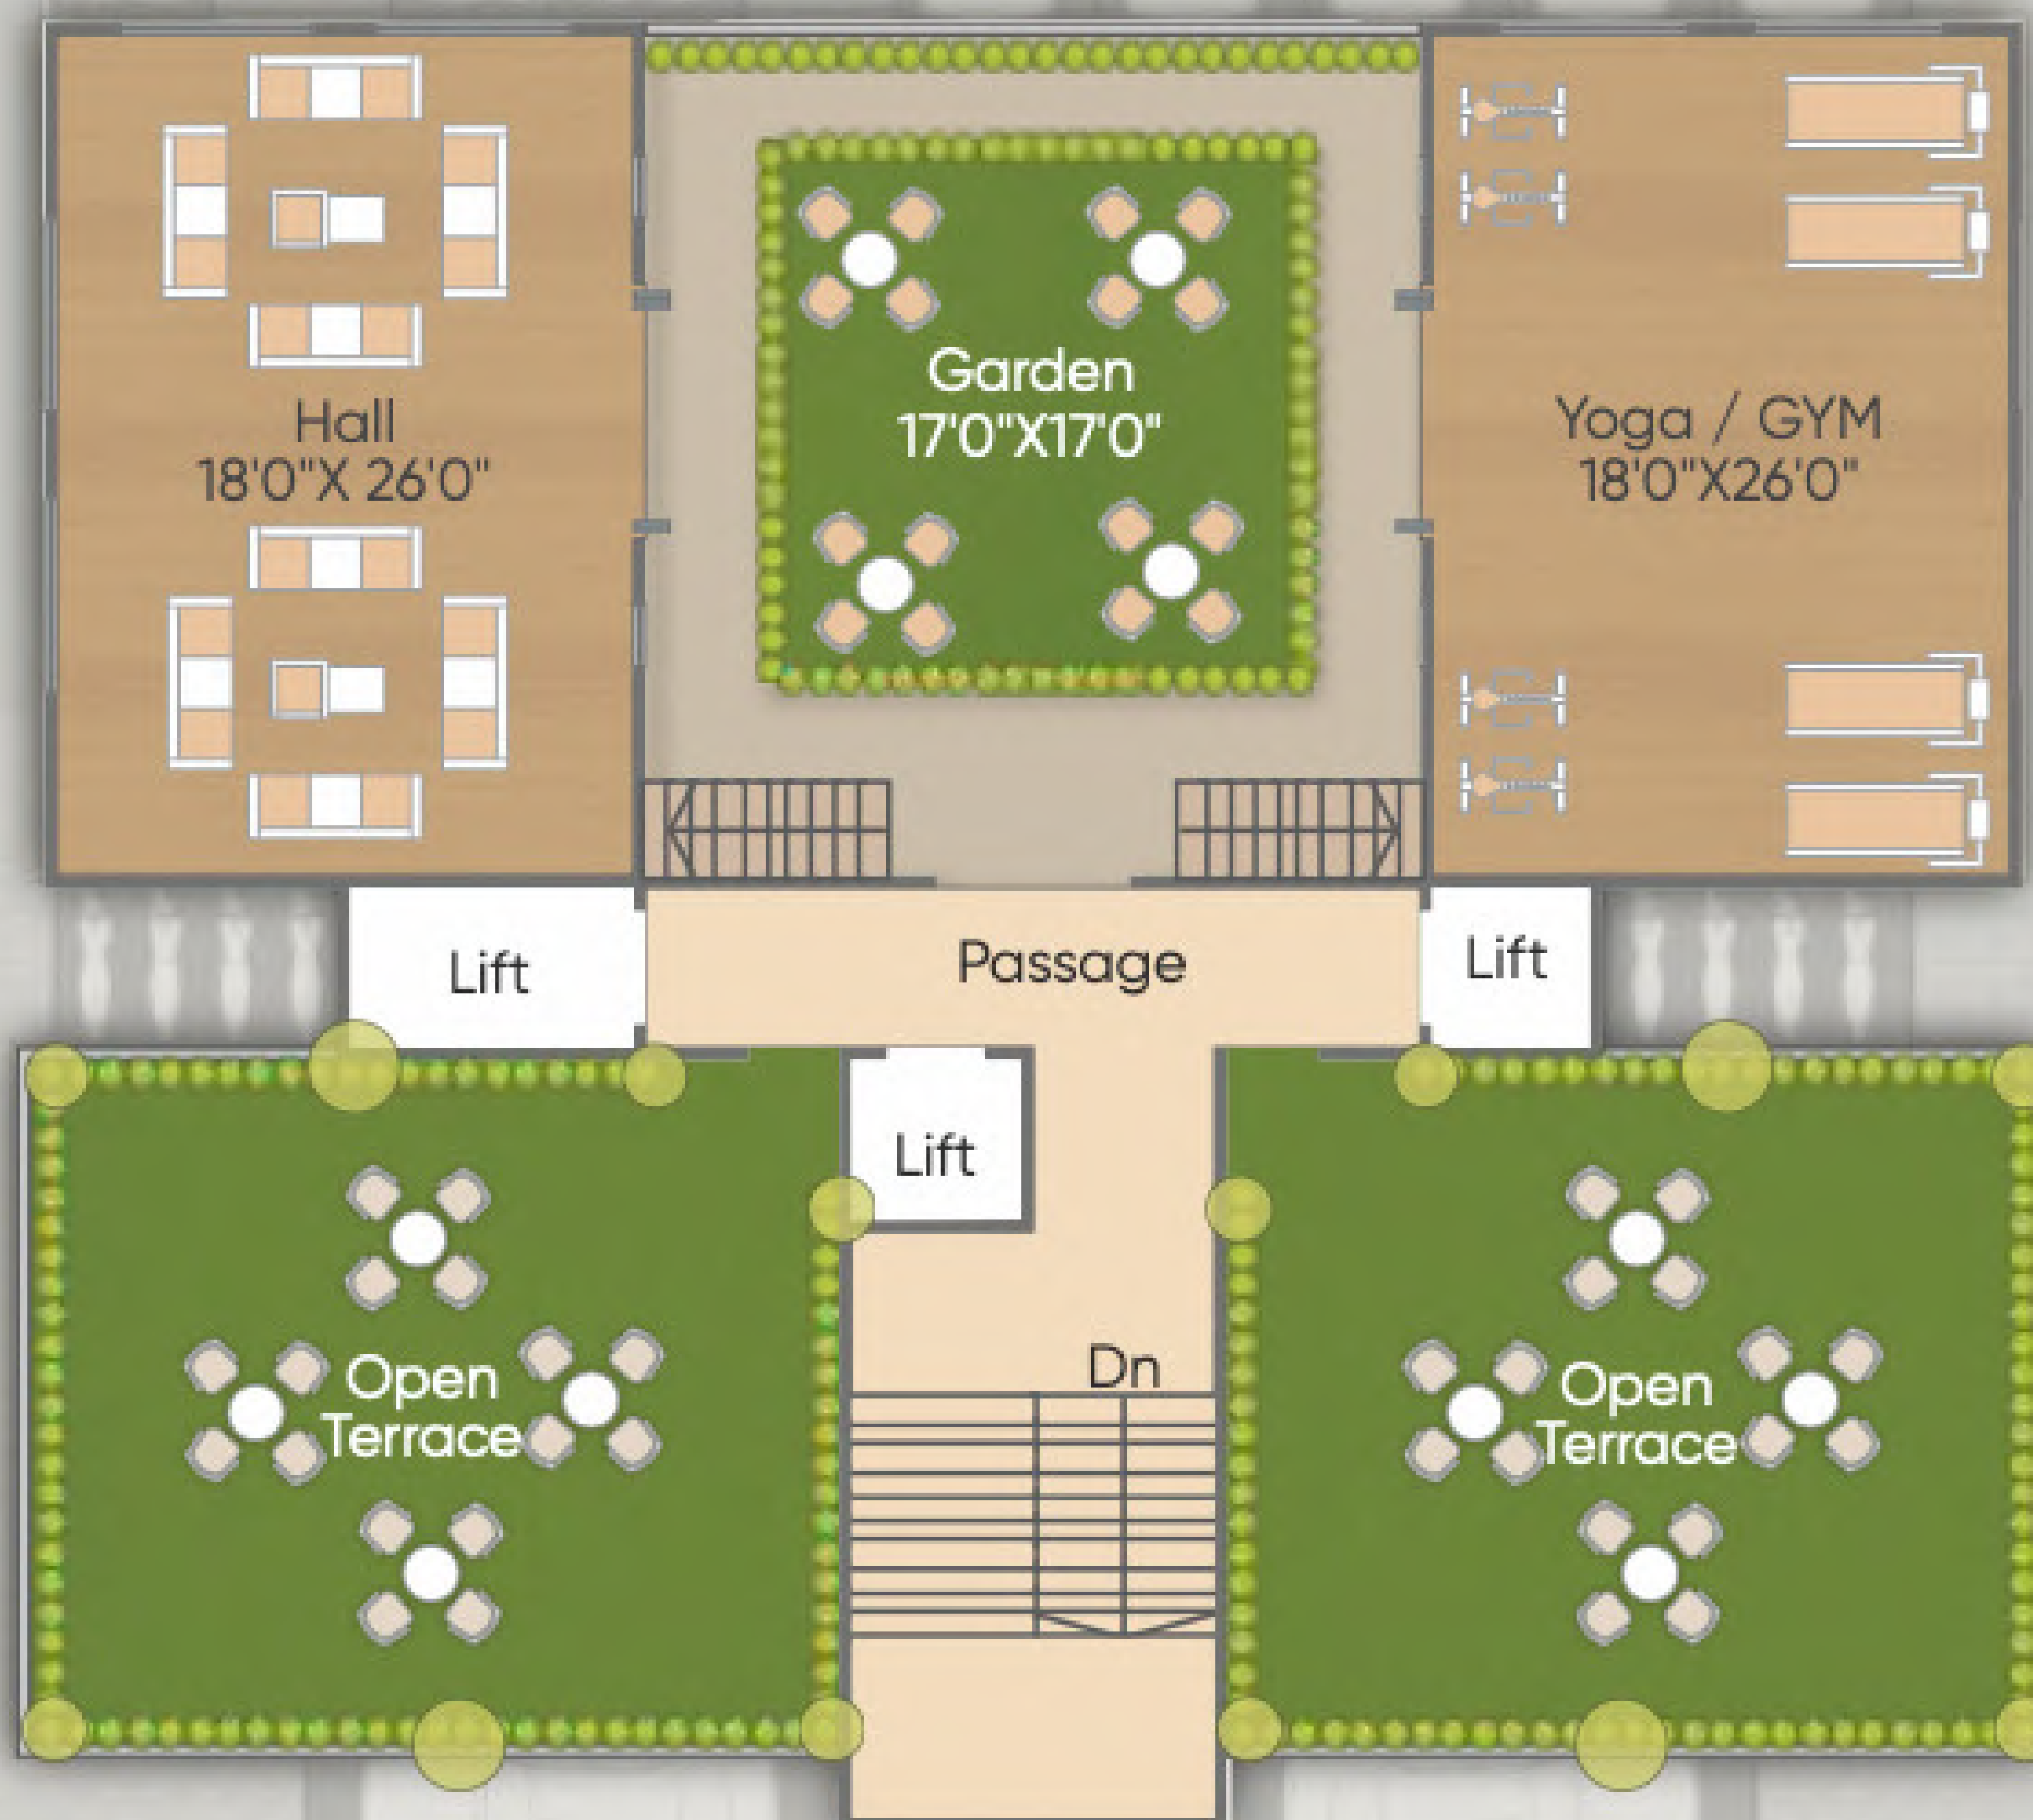 Garden
17'0"X17'0"
Hall
18'0"X 26'0"
Yoga / GYM
18'0"X26'0"
Lift
Passage
Lift
Lift
Dn
Open
Terrace
Open
Terrace